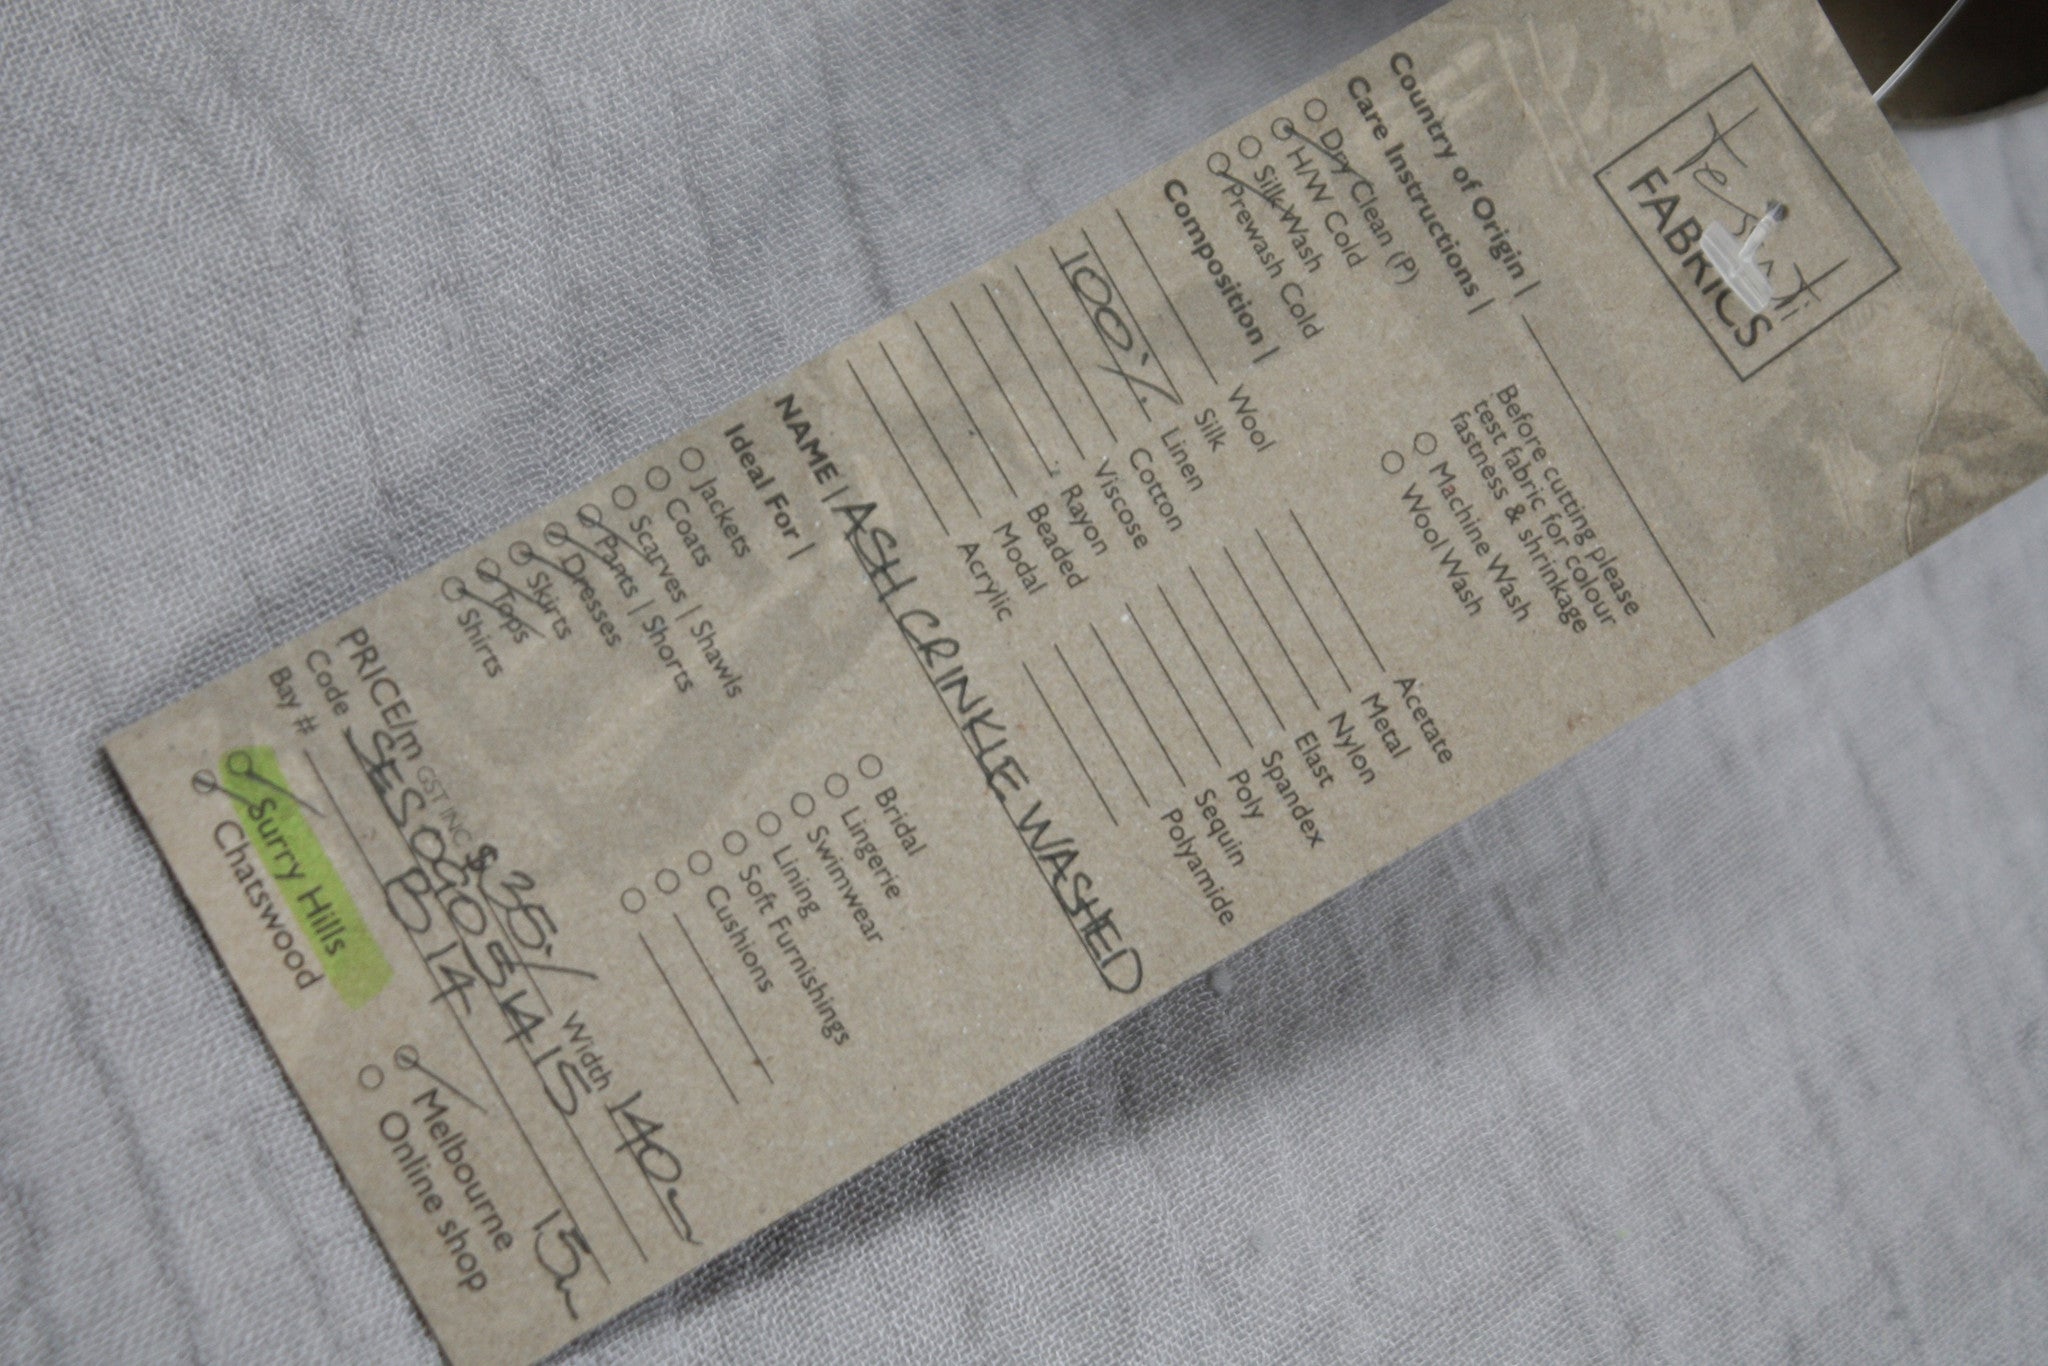 Tessuti
FABRICS
Country of Origin |
Care Instructions |
Before cutting please
test fabric for colour
fastness & shrinkage
Dry Clean (P)
H/W Cold
Silk Wash
Prewash Cold
Machine Wash
Wool Wash
Composition |
Wool
Silk
100% Linen
Cotton
Viscose
Rayon
Beaded
Modal
Acrylic
Acetate
Metal
Nylon
Elast
Spandex
Poly
Sequin
Polyamide
NAME | ASH CRINKLE WASHED
Ideal For |
Jackets
Coats
Scarves | Shawls
Pants | Shorts
Dresses
Skirts
Tops
Shirts
Bridal
Lingerie
Swimwear
Lining
Soft Furnishings
Cushions
PRICE/m GST INC $35/ Width 140
Code
Bay # B14 15m
Surry Hills
Chatswood
Melbourne
Online shop